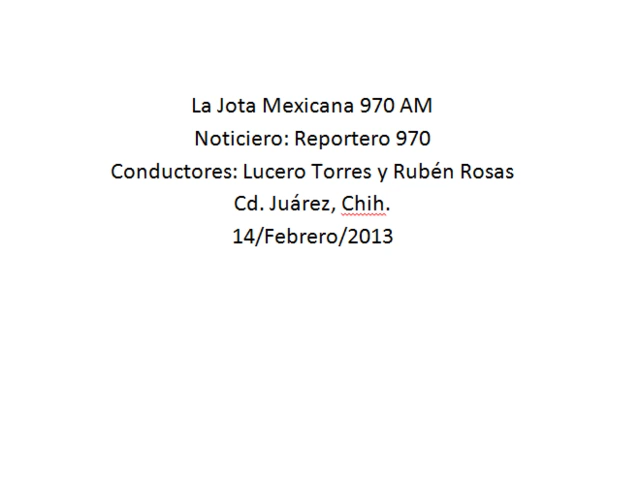 La Jota Mexicana 970 AM
Noticiero: Reportero 970
Conductores: Lucero Torres y Rubén Rosas
Cd. Juárez, Chih.
14/Febrero/2013